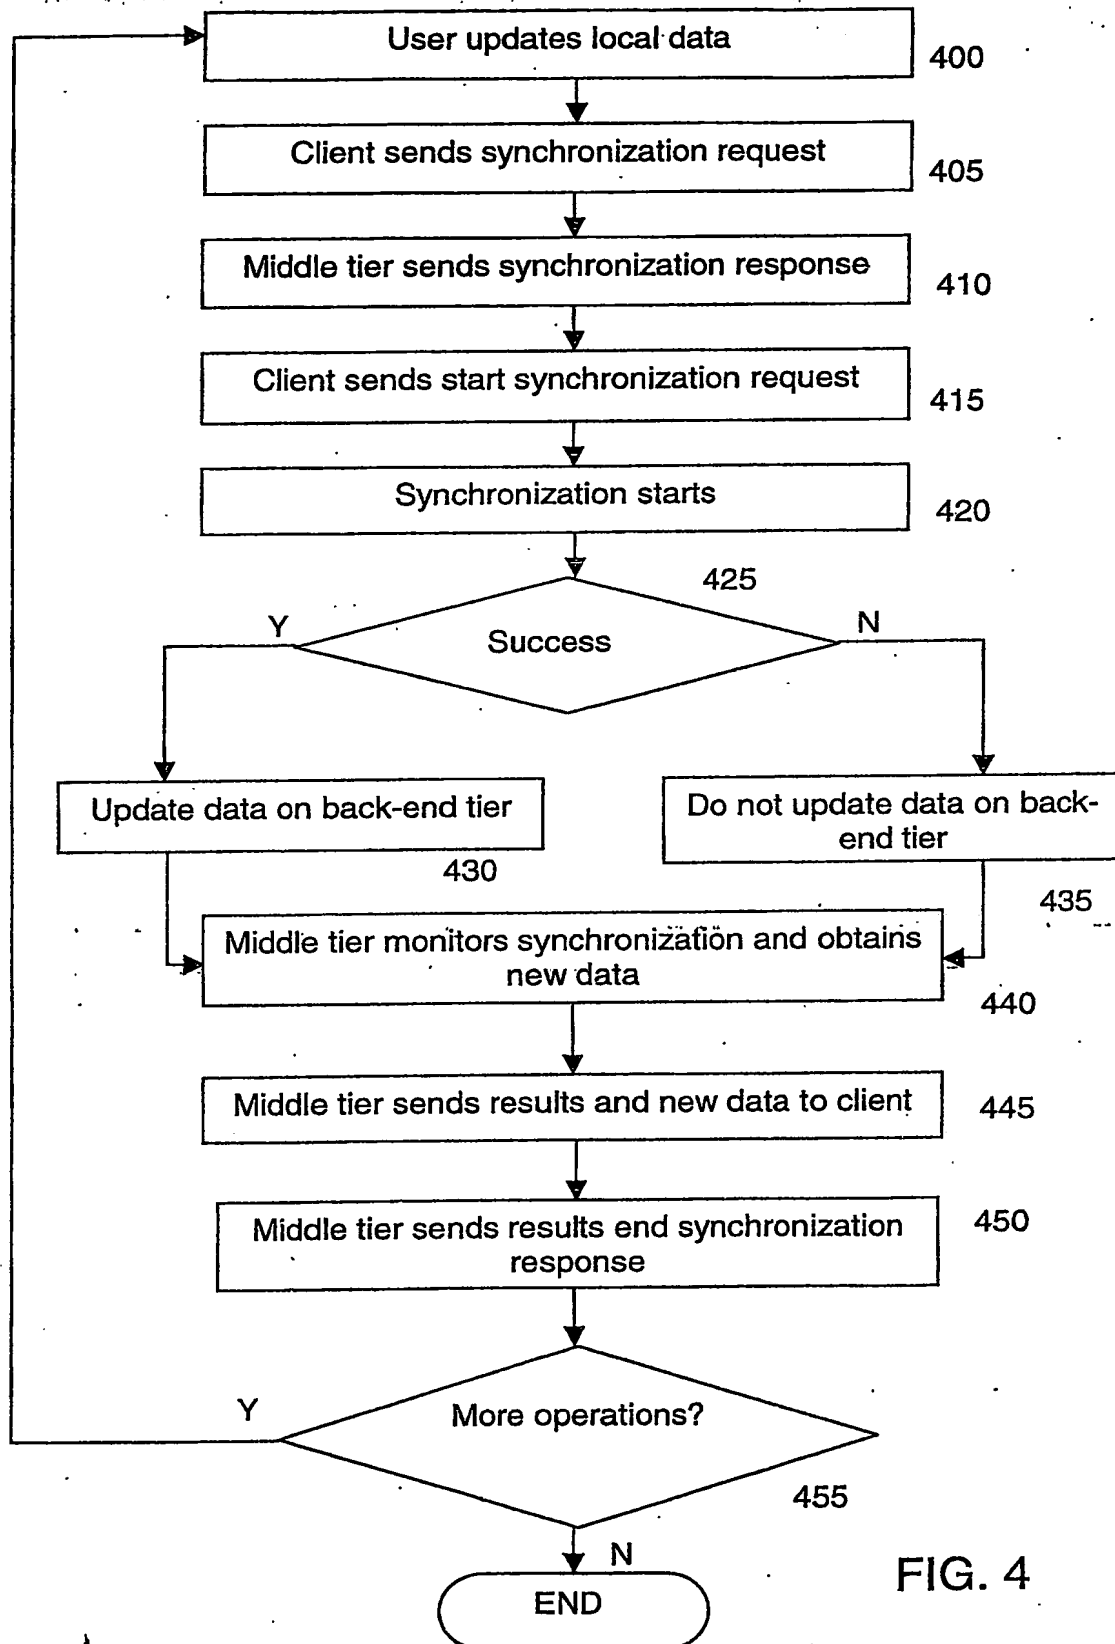 User updates local data
400
Client sends synchronization request
405
Middle tier sends synchronization response
410
Client sends start synchronization request
415
Synchronization starts
420
425
Y
Success
N
Update data on back-end tier
430
Do not update data on back-
end tier
435
Middle tier monitors synchronization and obtains
new data
440
Middle tier sends results and new data to client
445
Middle tier sends results end synchronization
response
450
Y
More operations?
455
N
END
FIG. 4